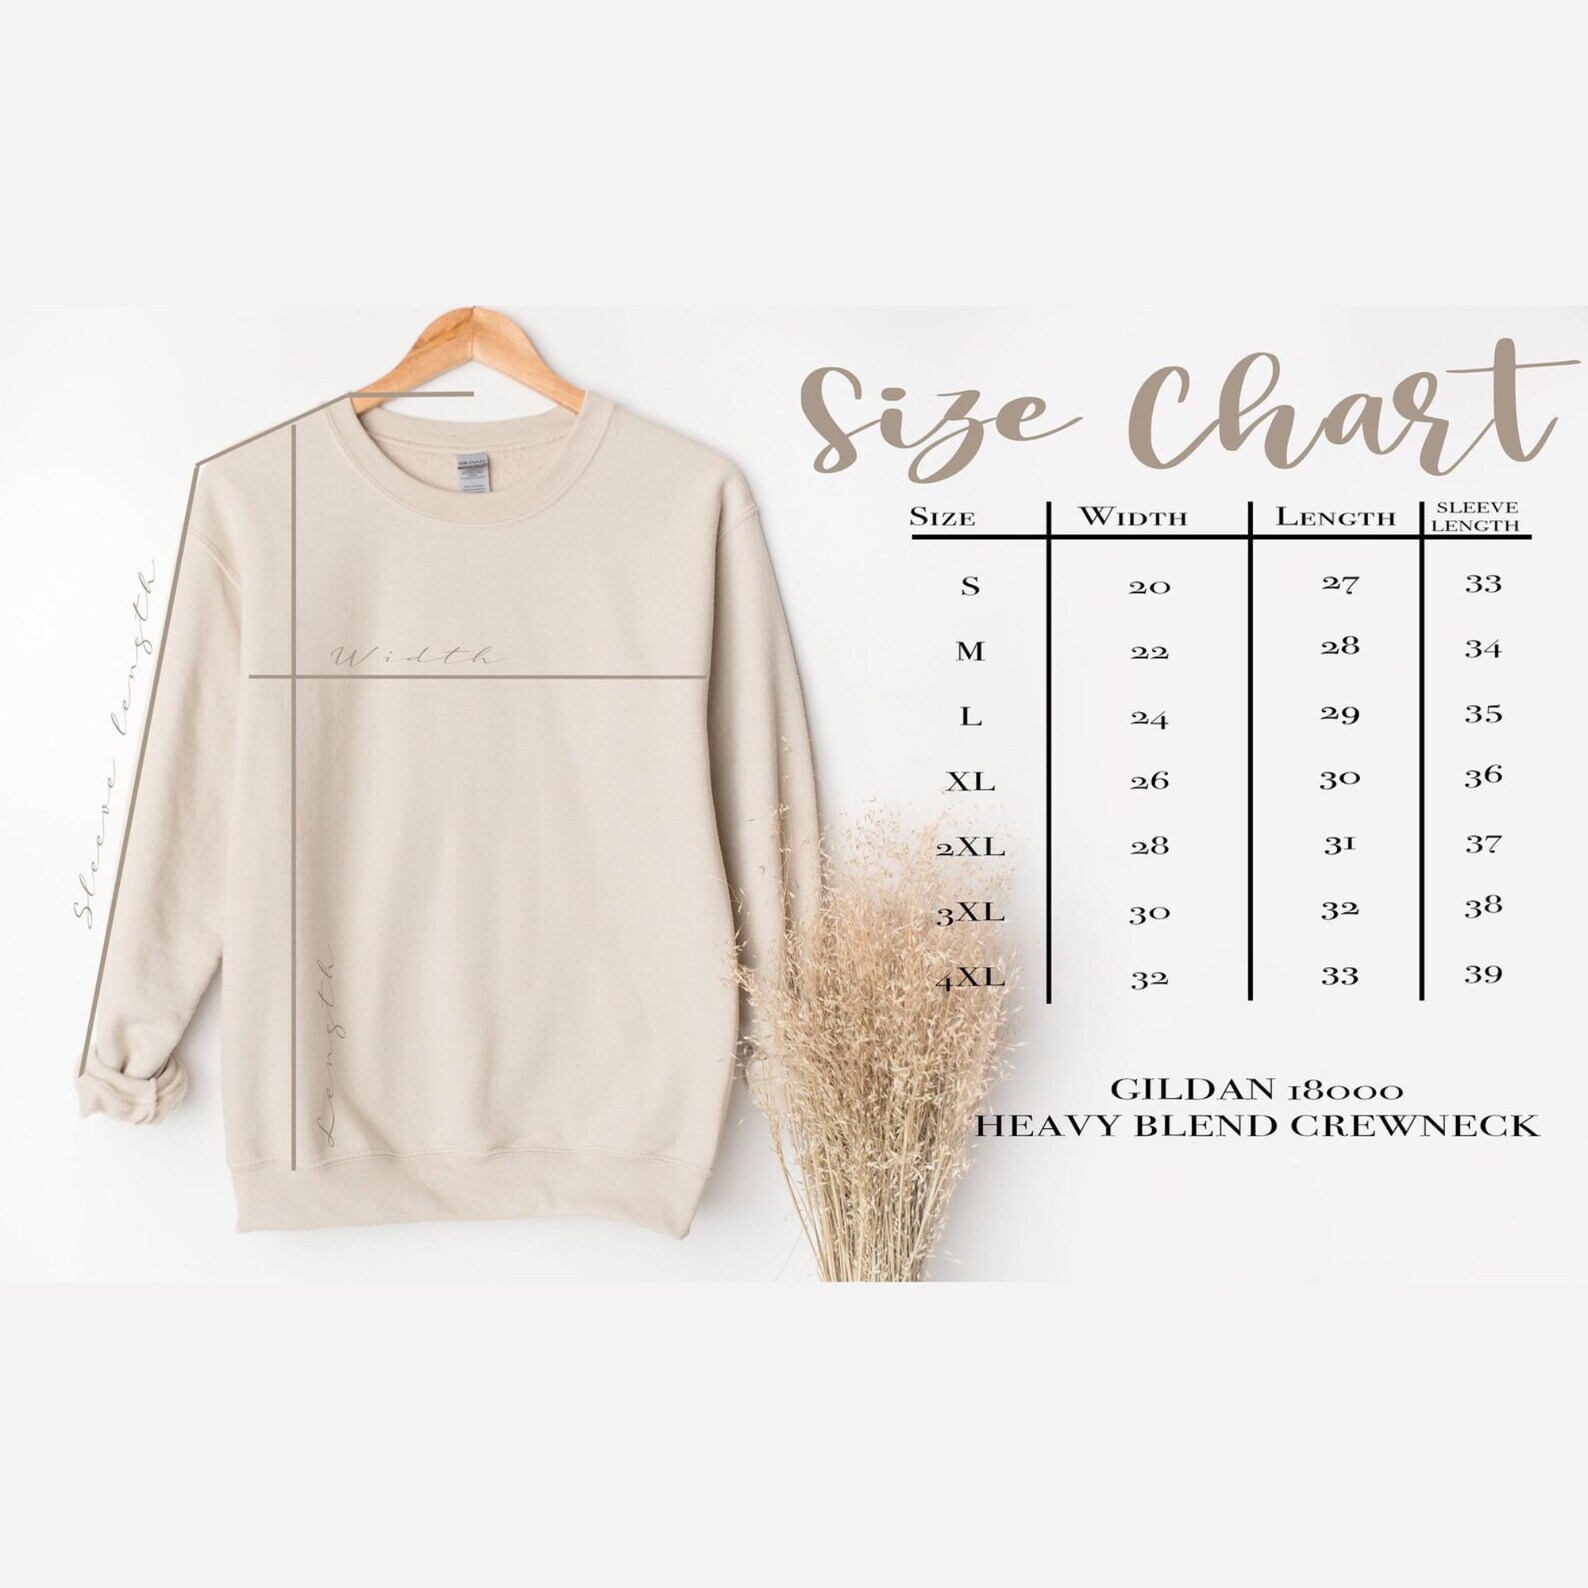 Size Chart
SIZE WIDTH LENGTH SLEEVE LENGTH
S 20 27 33
M 22 28 34
L 24 29 35
XL 26 30 36
2XL 28 31 37
3XL 30 32 38
4XL 32 33 39
GILDAN 18000
HEAVY BLEND CREWNECK
Sleeve length
Width
Length